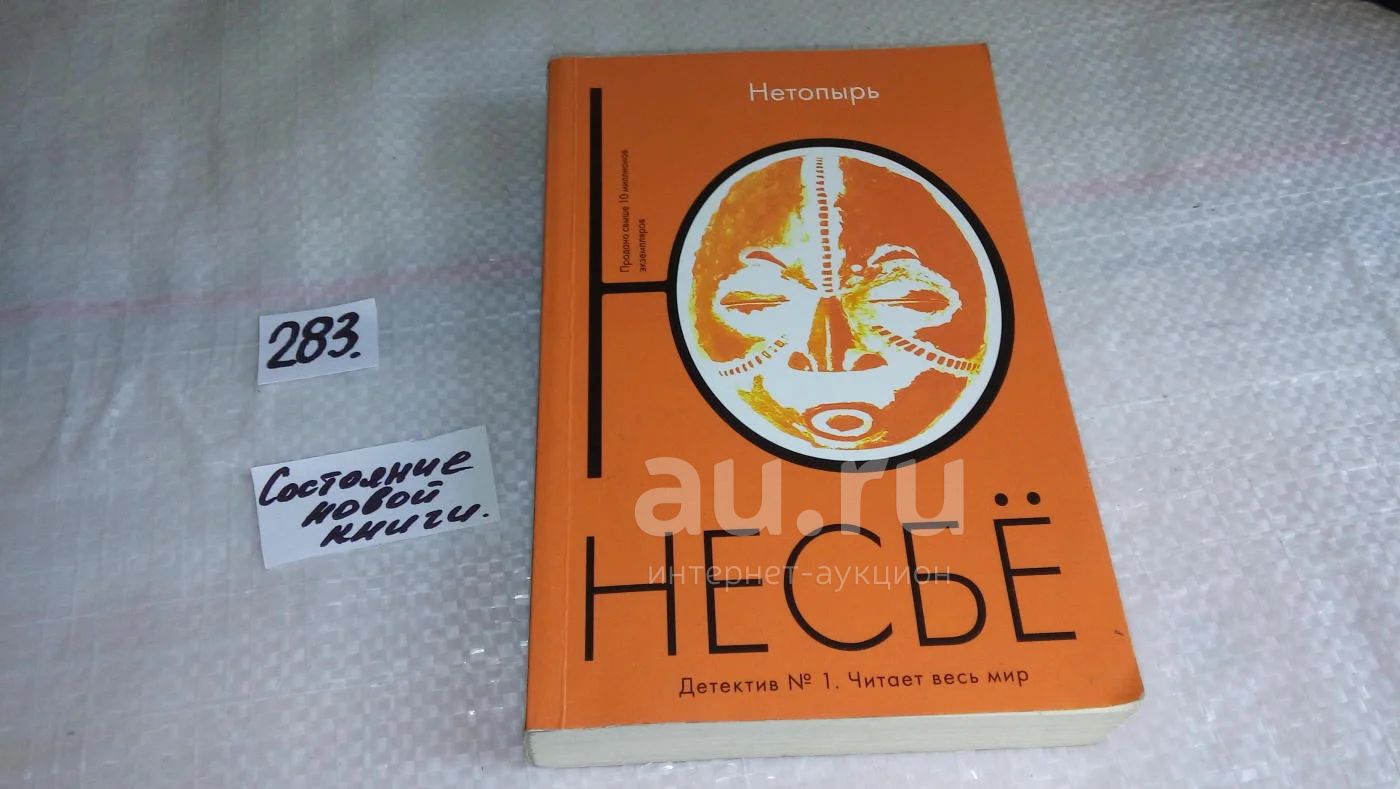 Нетопырь
Продано свыше 10 миллионов
экземпляров
Ю
НЕСБЁ
Детектив № 1. Читает весь мир
283.
Состояние
новой
книги.
au.ru
интернет-аукцион